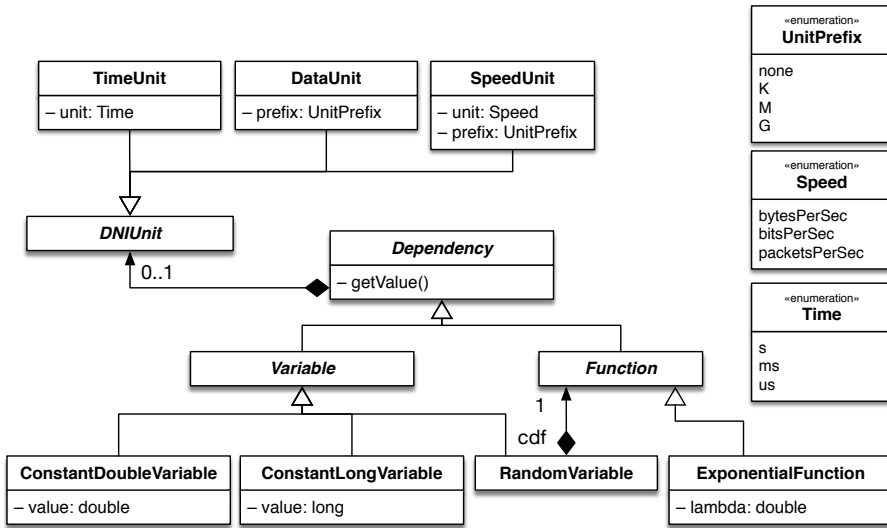 «enumeration»
UnitPrefix
none
K
M
G
TimeUnit
– unit: Time
DataUnit
– prefix: UnitPrefix
SpeedUnit
– unit: Speed
– prefix: UnitPrefix
«enumeration»
Speed
bytesPerSec
bitsPerSec
packetsPerSec
DNIUnit
0..1
Dependency
– getValue()
«enumeration»
Time
s
ms
us
Variable
Function
1
cdf
ConstantDoubleVariable
– value: double
ConstantLongVariable
– value: long
RandomVariable
ExponentialFunction
– lambda: double